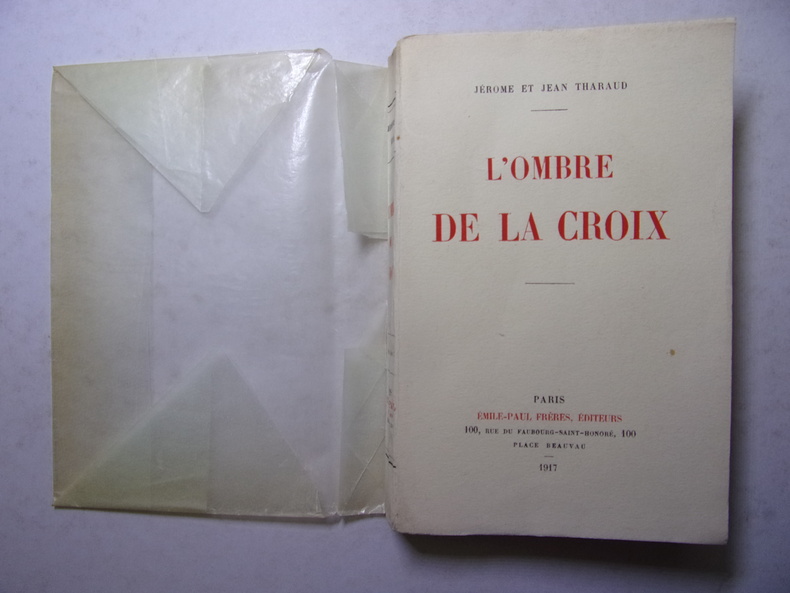 JÉROME ET JEAN THARAUD
L'OMBRE
DE LA CROIX
PARIS
ÉMILE-PAUL FRÈRES, ÉDITEURS
100, RUE DU FAUBOURG-SAINT-HONORÉ, 100
PLACE BEAUVAU
1917